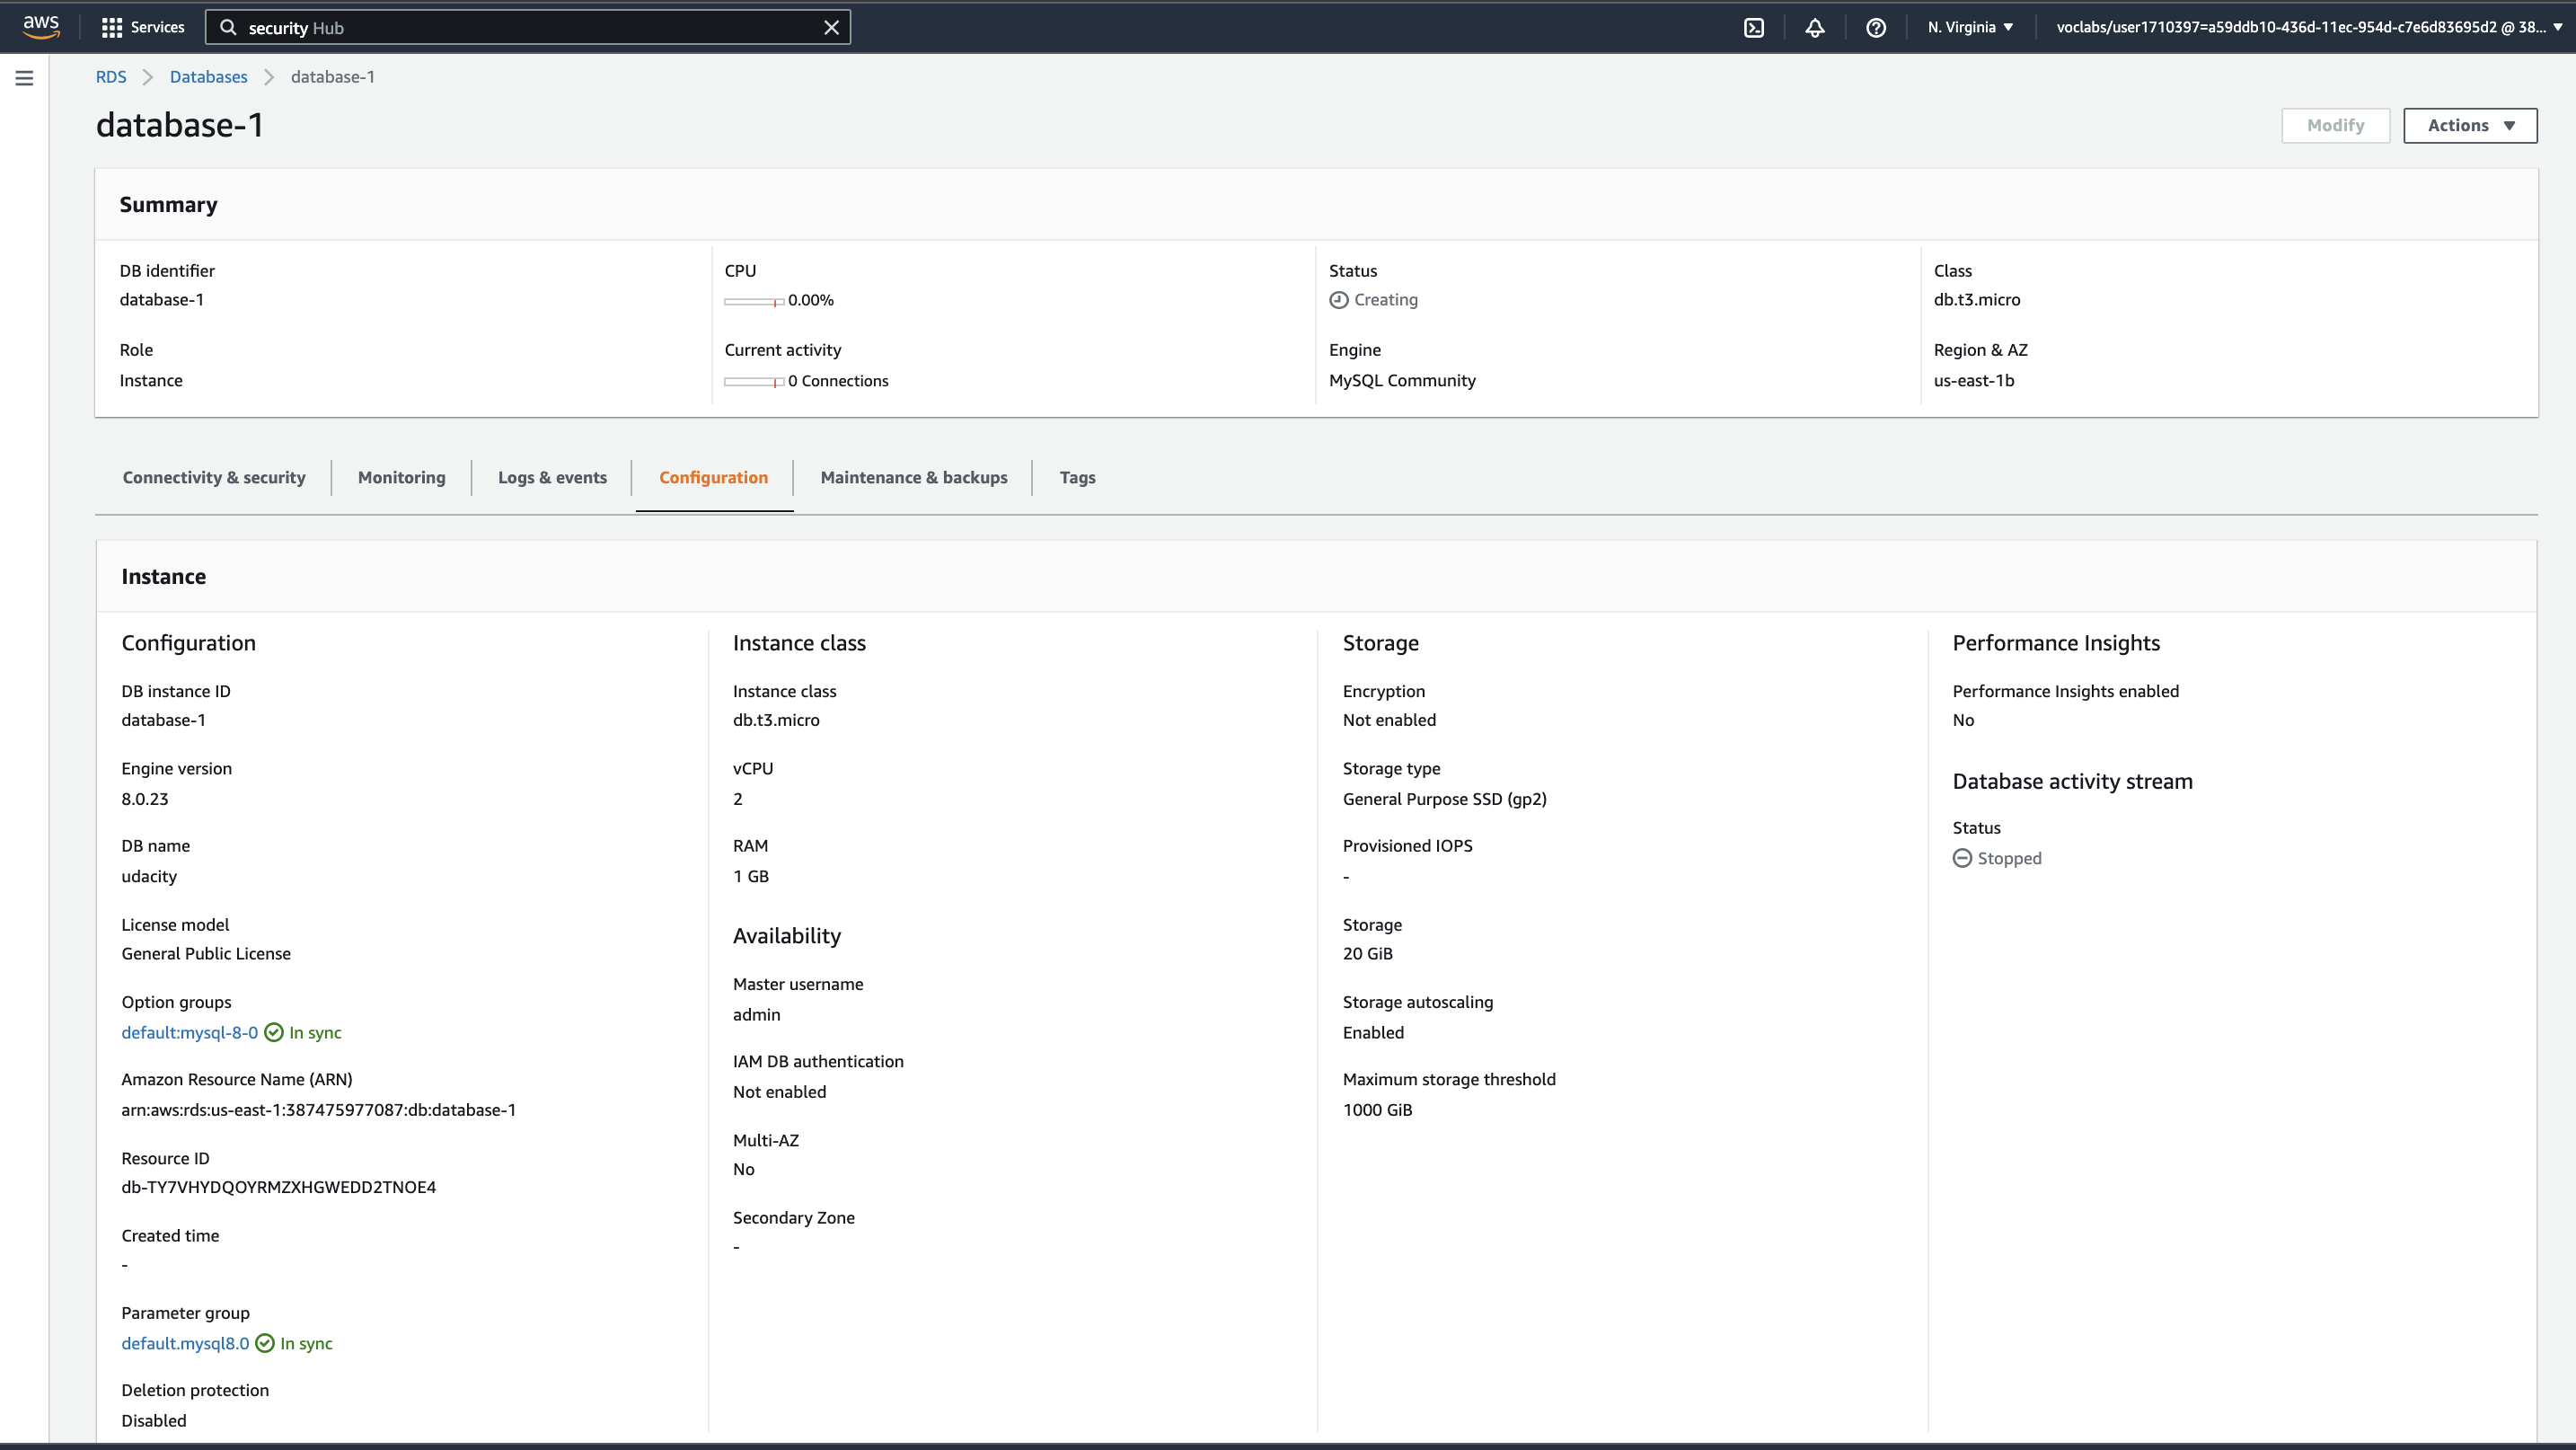 aws
Services
security Hub
N. Virginia
voclabs/user1710397=a59ddb10-436d-11ec-954d-c7e6d83695d2 @ 38...
RDS
Databases
database-1
database-1
Modify
Actions
Summary
DB identifier
database-1
CPU
0.00%
Status
Creating
Class
db.t3.micro
Role
Instance
Current activity
0 Connections
Engine
MySQL Community
Region & AZ
us-east-1b
Connectivity & security
Monitoring
Logs & events
Configuration
Maintenance & backups
Tags
Instance
Configuration
DB instance ID
database-1
Engine version
8.0.23
DB name
udacity
License model
General Public License
Option groups
default:mysql-8-0 In sync
Amazon Resource Name (ARN)
arn:aws:rds:us-east-1:387475977087:db:database-1
Resource ID
db-TY7VHYDQOYRMZXHGWEDD2TNOE4
Created time
-
Parameter group
default.mysql8.0 In sync
Deletion protection
Disabled
Instance class
Instance class
db.t3.micro
vCPU
2
RAM
1 GB
Availability
Master username
admin
IAM DB authentication
Not enabled
Multi-AZ
No
Secondary Zone
-
Storage
Encryption
Not enabled
Storage type
General Purpose SSD (gp2)
Provisioned IOPS
-
Storage
20 GiB
Storage autoscaling
Enabled
Maximum storage threshold
1000 GiB
Performance Insights
Performance Insights enabled
No
Database activity stream
Status
Stopped